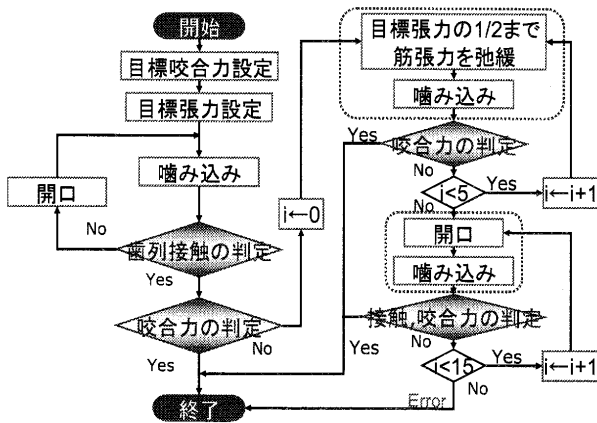 開始
目標咬合力設定
目標張力設定
噛み込み
開口
No
歯列接触の判定
Yes
咬合力の判定
No
Yes
終了
i←0
目標張力の1/2まで
筋張力を弛緩
噛み込み
Yes
咬合力の判定
No
i<5
Yes
i←i+1
No
開口
噛み込み
接触,咬合力の判定
Yes
No
i<15
Yes
i←i+1
No
Error